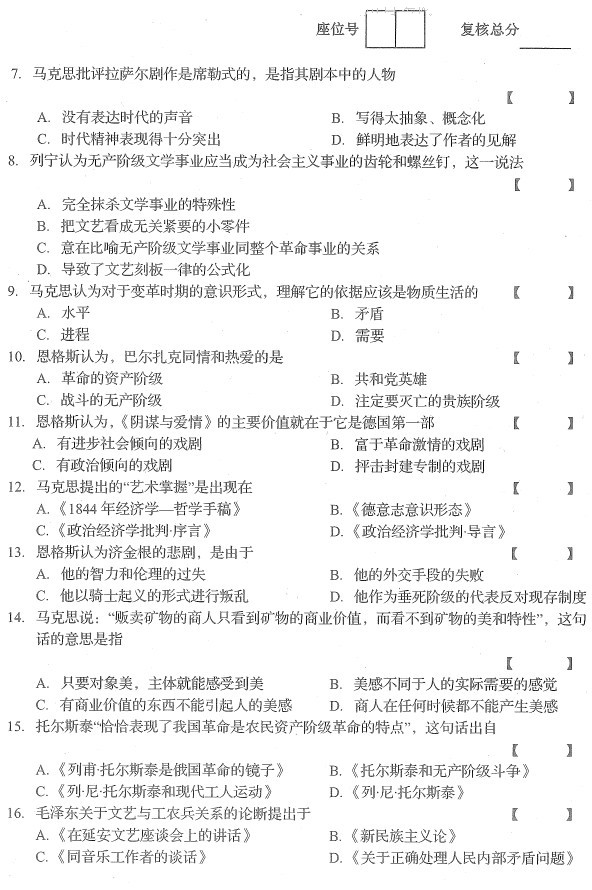 座位号 复核总分
7. 马克思批评拉萨尔剧作是席勒式的，是指其剧本中的人物
【 】
A. 没有表达时代的声音 B. 写得太抽象、概念化
C. 时代精神表现得十分突出 D. 鲜明地表达了作者的见解
8. 列宁认为无产阶级文学事业应当成为社会主义事业的齿轮和螺丝钉，这一说法
【 】
A. 完全抹杀文学事业的特殊性
B. 把文艺看成无关紧要的小零件
C. 意在比喻无产阶级文学事业同整个革命事业的关系
D. 导致了文艺刻板一律的公式化
9. 马克思认为对于变革时期的意识形式，理解它的依据应该是物质生活的 【 】
A. 水平 B. 矛盾
C. 进程 D. 需要
10. 恩格斯认为，巴尔扎克同情和热爱的是 【 】
A. 革命的资产阶级 B. 共和党英雄
C. 战斗的无产阶级 D. 注定要灭亡的贵族阶级
11. 恩格斯认为，《阴谋与爱情》的主要价值就在于它是德国第一部 【 】
A. 有进步社会倾向的戏剧 B. 富于革命激情的戏剧
C. 有政治倾向的戏剧 D. 抨击封建专制的戏剧
12. 马克思提出的“艺术掌握”是出现在 【 】
A.《1844 年经济学—哲学手稿》 B.《德意志意识形态》
C.《政治经济学批判·序言》 D.《政治经济学批判·导言》
13. 恩格斯认为济金根的悲剧，是由于 【 】
A. 他的智力和伦理的过失 B. 他的外交手段的失败
C. 他以骑士起义的形式进行叛乱 D. 他作为垂死阶级的代表反对现存制度
14. 马克思说：“贩卖矿物的商人只看到矿物的商业价值，而看不到矿物的美和特性”，这句
话的意思是指
【 】
A. 只要对象美，主体就能感受到美 B. 美感不同于人的实际需要的感觉
C. 有商业价值的东西不能引起人的美感 D. 商人在任何时候都不能产生美感
15. 托尔斯泰“恰恰表现了我国革命是农民资产阶级革命的特点”，这句话出自
【 】
A.《列甫·托尔斯泰是俄国革命的镜子》 B.《托尔斯泰和无产阶级斗争》
C.《列·尼·托尔斯泰和现代工人运动》 D.《列·尼·托尔斯泰》
16. 毛泽东关于文艺与工农兵关系的论断提出于 【 】
A.《在延安文艺座谈会上的讲话》 B.《新民族主义论》
C.《同音乐工作者的谈话》 D.《关于正确处理人民内部矛盾问题》